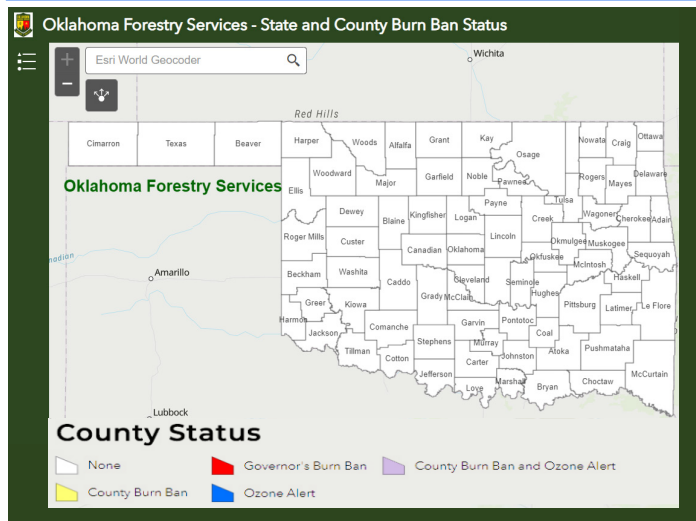 Oklahoma Forestry Services - State and County Burn Ban Status
Esri World Geocoder
Wichita
Red Hills
Cimarron Texas Beaver Harper Woods Alfalfa Grant Kay Osage Nowata Craig Ottawa
Oklahoma Forestry Services
Ellis Woodward Major Garfield Noble Pawnee Rogers Mayes Delaware
Dewey Blaine Kingfisher Logan Payne Creek Tulsa Wagoner Cherokee Adair
Roger Mills Custer Canadian Oklahoma Lincoln Okfuskee Okmulgee Muskogee McIntosh Sequoyah
nadian
Amarillo
Beckham Washita Caddo Grady McClain Cleveland Seminole Hughes Pittsburg Haskell Latimer Le Flore
Greer Kiowa
Harmon Jackson Comanche Stephens Garvin Pontotoc Coal
Tillman Cotton Jefferson Carter Murray Johnston Atoka Pushmataha McCurtain
Love Marshall Bryan Choctaw
Lubbock
County Status
None Governor's Burn Ban County Burn Ban and Ozone Alert
County Burn Ban Ozone Alert